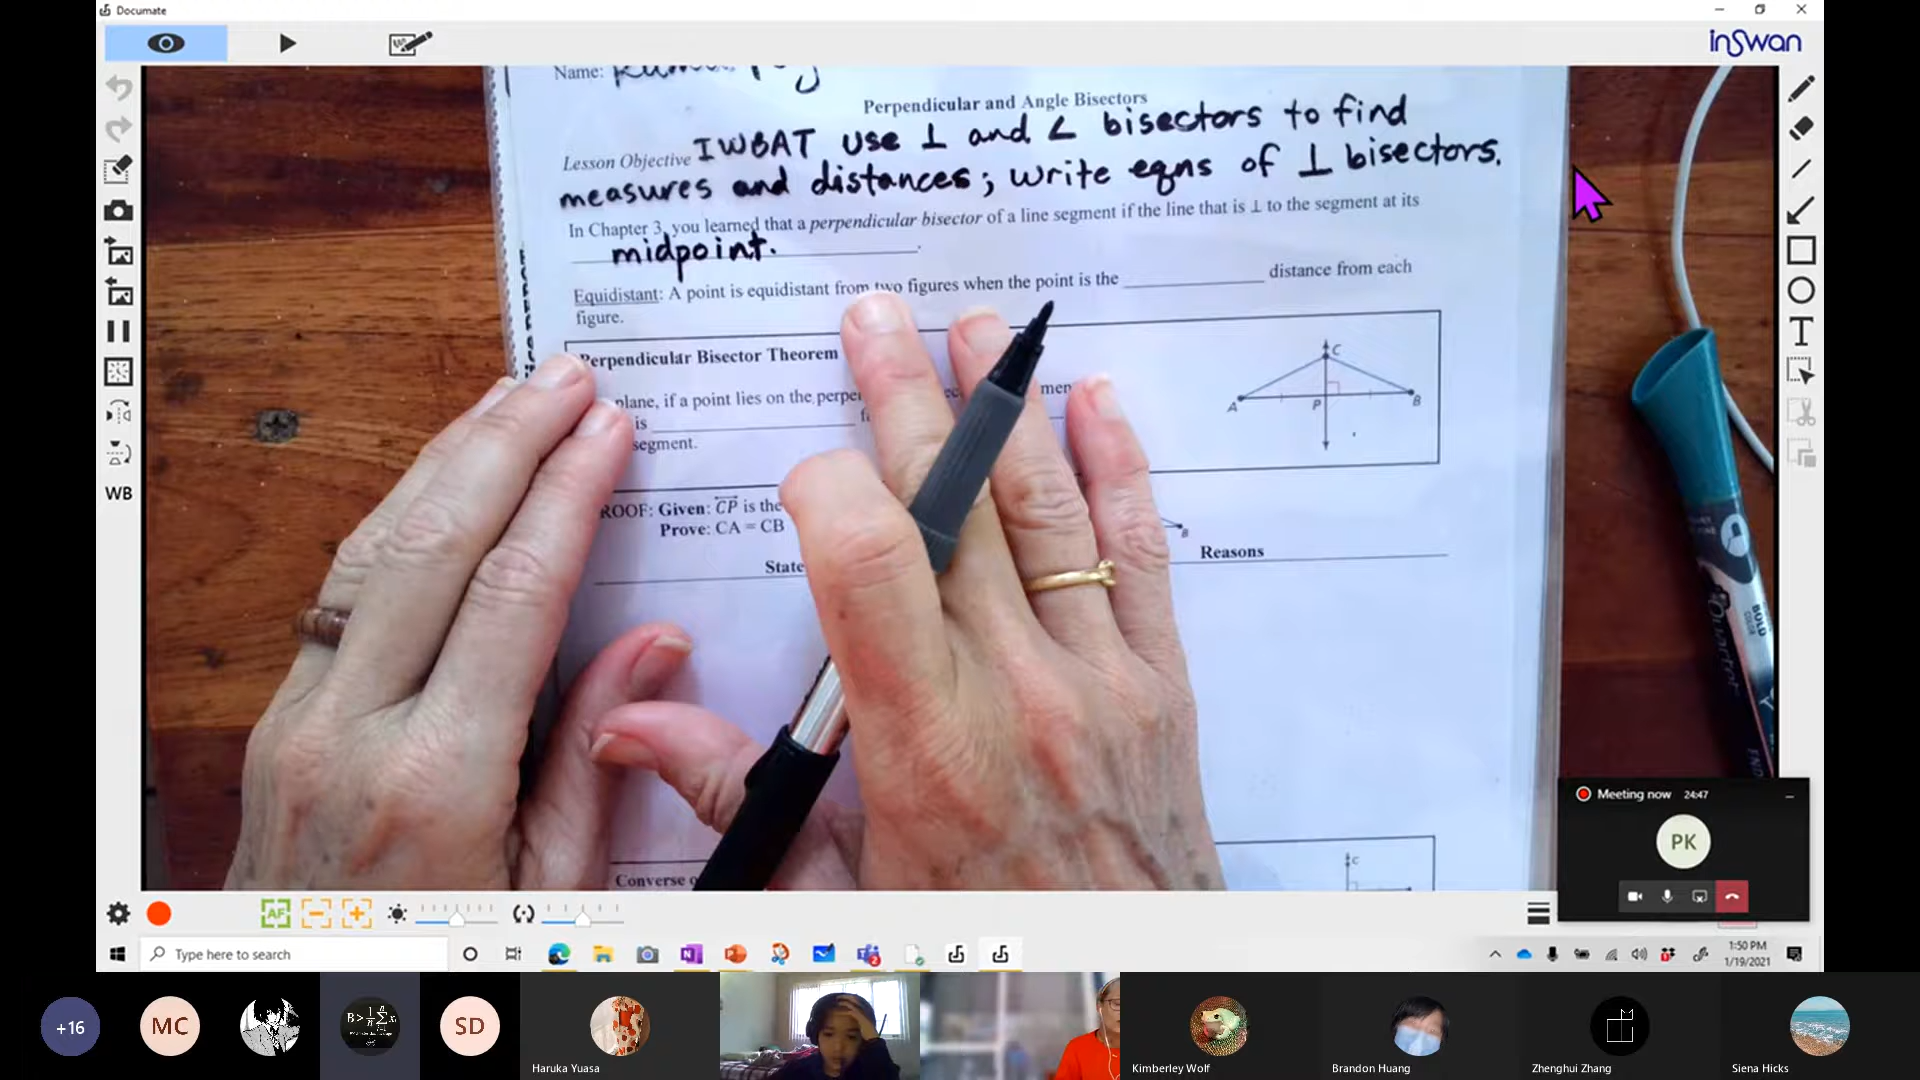 Documate
inSwan
Name:
Perpendicular and Angle Bisectors
Lesson Objective IWBAT use ⊥ and ∠ bisectors to find
measures and distances; write eqns of ⊥ bisectors.
In Chapter 3, you learned that a perpendicular bisector of a line segment if the line that is ⊥ to the segment at its
midpoint.
Equidistant: A point is equidistant from two figures when the point is the ____________ distance from each
figure.
Perpendicular Bisector Theorem
plane, if a point lies on the
is
segment.
C
A
P
B
ROOF: Given: CP is the
Prove: CA = CB
B
Reasons
Converse
C
WB
T
AF
Meeting now 24:47
PK
Type here to search
1:50 PM
1/19/2021
BOLD
+16
MC
SD
Haruka Yuasa
Kimberley Wolf
Brandon Huang
Zhenghui Zhang
Siena Hicks